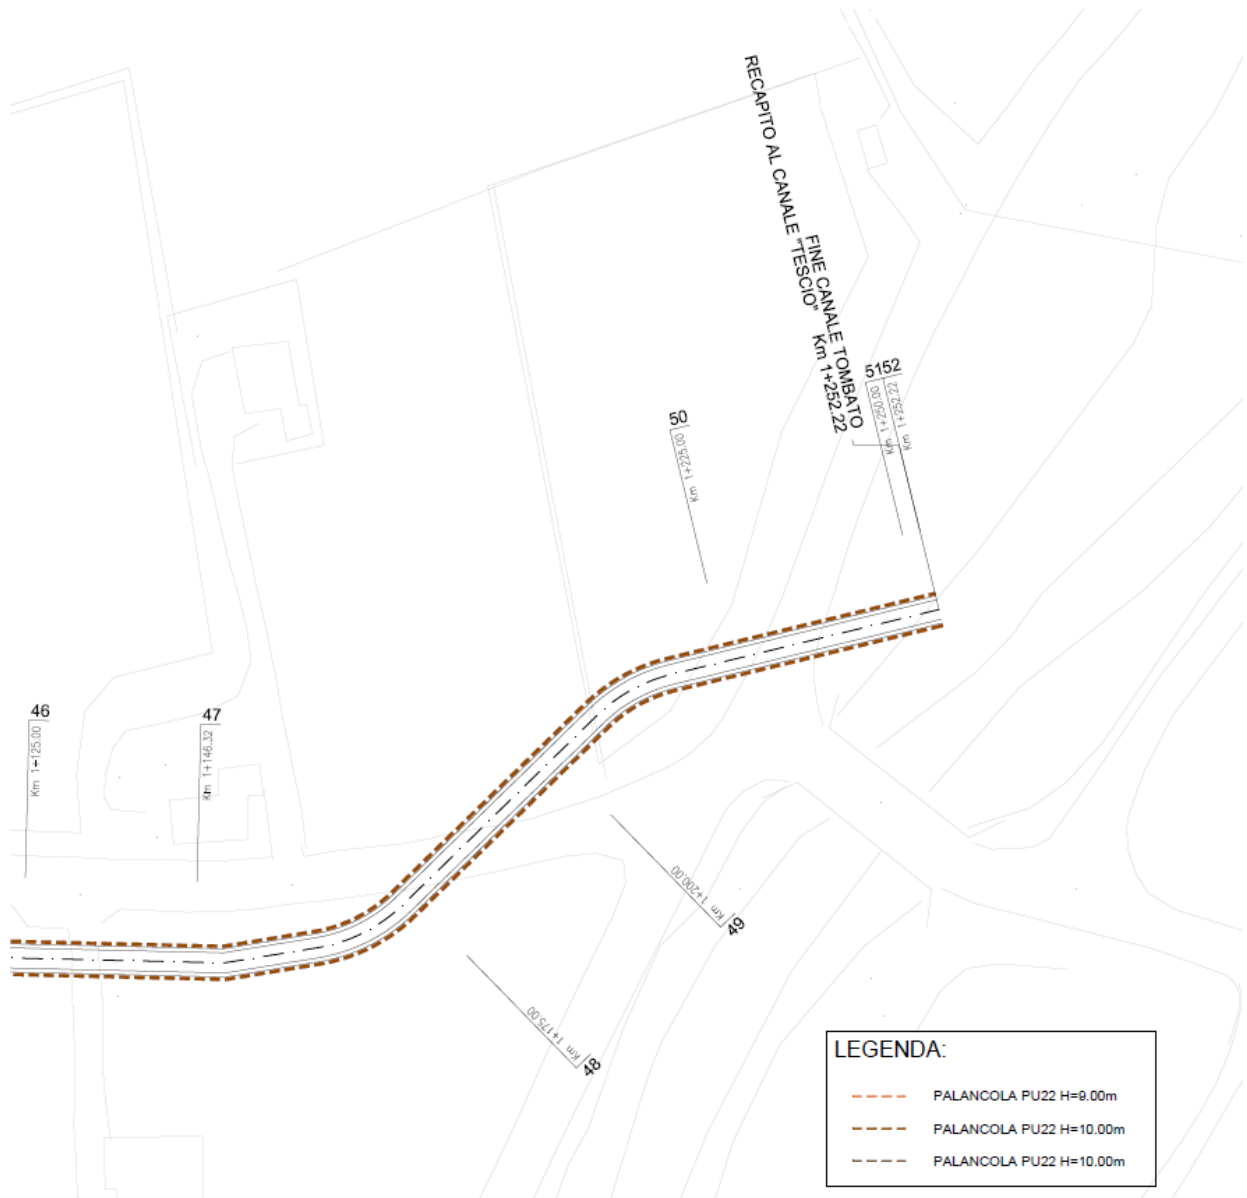 RECAPITO AL CANALE "TESCIO"
FINE CANALE TOMBATO
Km 1+252.22
5152
Km 1+250.00
Km 1+252.22
50
Km 1+225.00
46
Km 1+125.00
47
Km 1+146.32
Km 1+200.00
49
Km 1+175.00
48
LEGENDA:
PALANCOLA PU22 H=9.00m
PALANCOLA PU22 H=10.00m
PALANCOLA PU22 H=10.00m